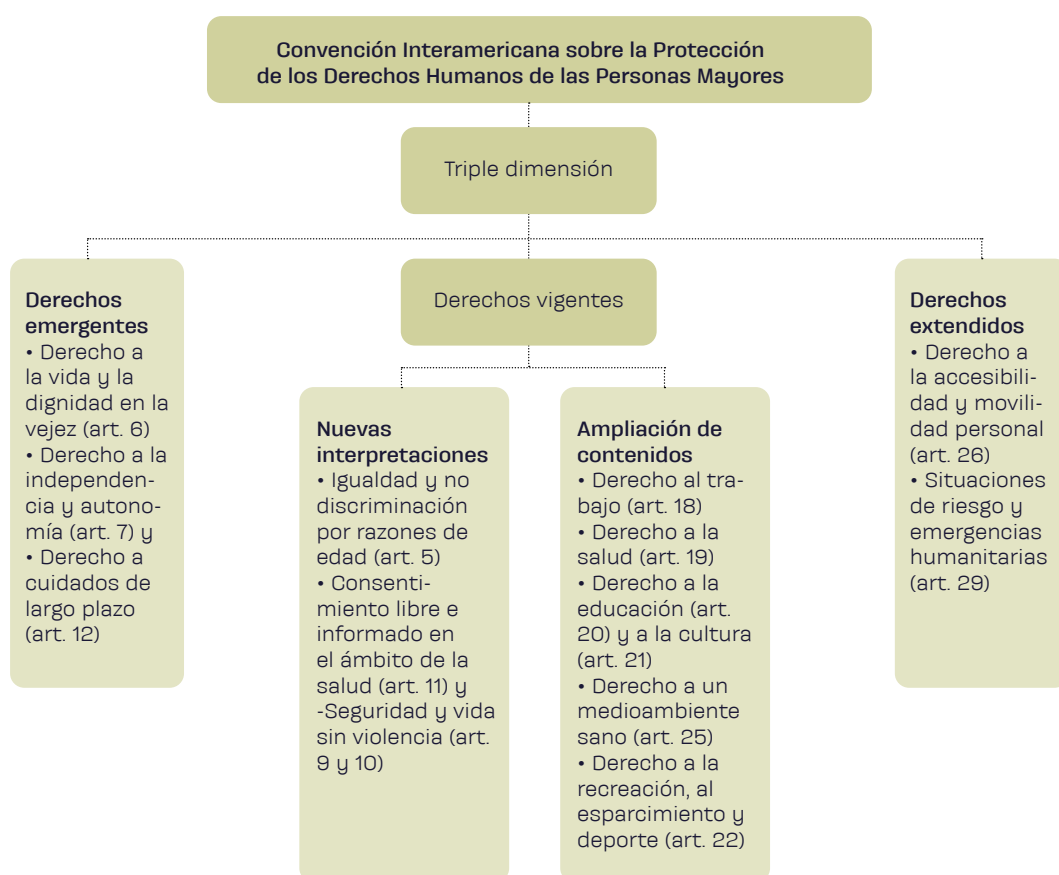 Convención Interamericana sobre la Protección
de los Derechos Humanos de las Personas Mayores
Triple dimensión
Derechos
emergentes
• Derecho a
la vida y la
dignidad en la
vejez (art. 6)
• Derecho a la
independen-
cia y autono-
mía (art. 7) y
• Derecho a
cuidados de
largo plazo
(art. 12)
Derechos vigentes
Nuevas
interpretaciones
• Igualdad y no
discriminación
por razones de
edad (art. 5)
• Consenti-
miento libre e
informado en
el ámbito de la
salud (art. 11) y
-Seguridad y vida
sin violencia (art.
9 y 10)
Ampliación de
contenidos
• Derecho al tra-
bajo (art. 18)
• Derecho a la
salud (art. 19)
• Derecho a la
educación (art.
20) y a la cultura
(art. 21)
• Derecho a un
medioambiente
sano (art. 25)
• Derecho a la
recreación, al
esparcimiento y
deporte (art. 22)
Derechos
extendidos
• Derecho a
la accesibili-
dad y movili-
dad personal
(art. 26)
• Situaciones
de riesgo y
emergencias
humanitarias
(art. 29)